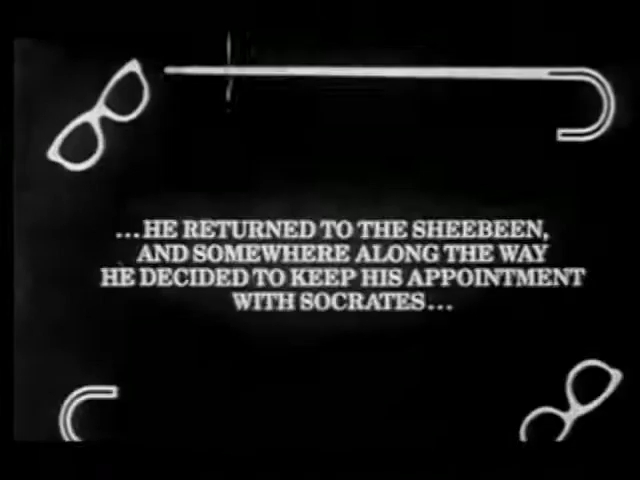 ...HE RETURNED TO THE SHEEBEEN,
AND SOMEWHERE ALONG THE WAY
HE DECIDED TO KEEP HIS APPOINTMENT
WITH SOCRATES...